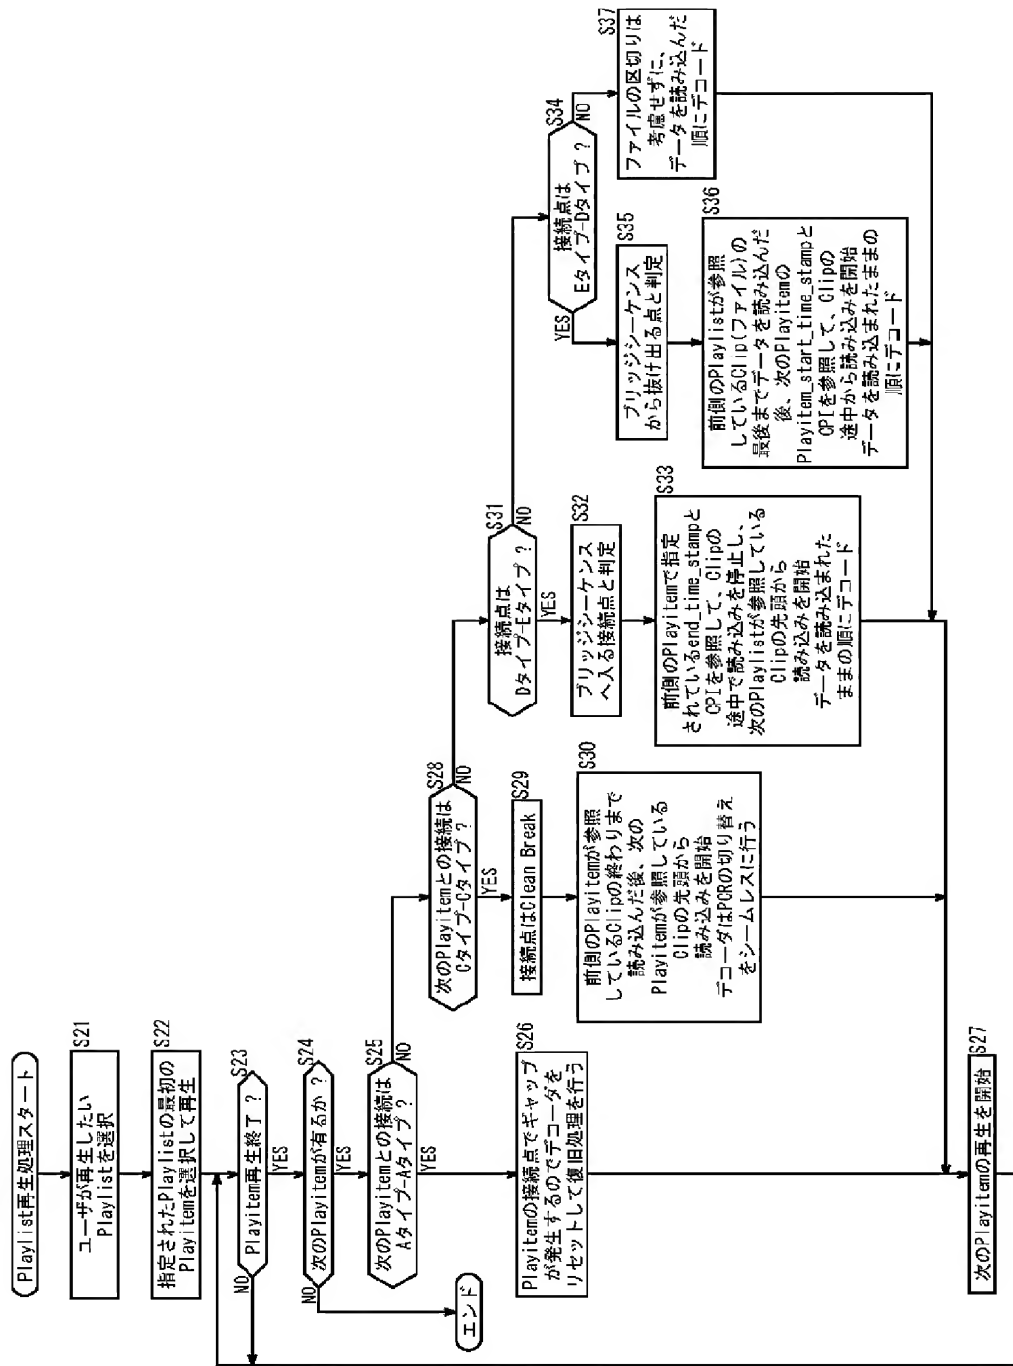 Playlist再生処理スタート
S21
ユーザが再生したい
Playlistを選択
S22
指定されたPlaylistの最初の
Playitemを選択して再生
S23
Playitem再生終了？
NO
YES
S24
次のPlayitemが有るか？
NO
YES
エンド
S25
次のPlayitemとの接続は
Aタイプ-Aタイプ？
NO
YES
S26
Playitemの接続点でギャップ
が発生するのでデコーダを
リセットして復旧処理を行う
S27
次のPlayitemの再生を開始
S28
次のPlayitemとの接続は
Cタイプ-Cタイプ？
NO
YES
S29
接続点はClean Break
S30
前側のPlayitemが参照
しているClipの終わりまで
読み込んだ後、次の
Playitemが参照している
Clipの先頭から
読み込みを開始
デコーダはPCRの切り替え
をシームレスに行う
S31
接続点は
Dタイプ-Eタイプ？
NO
YES
S32
ブリッジシーケンス
へ入る接続点と判定
S33
前側のPlayitemで指定
されているend_time_stampと
CPIを参照して、Clipの
途中で読み込みを停止し、
次のPlaylistが参照している
Clipの先頭から
読み込みを開始
データを読み込まれた
ままの順にデコード
S34
接続点は
Eタイプ-Dタイプ？
NO
YES
S35
ブリッジシーケンス
から抜け出る点と判定
S36
前側のPlaylistが参照
しているClip(ファイル)の
最後までデータを読み込んだ
後、次のPlayitemの
Playitem_start_time_stampと
CPIを参照して、Clipの
途中から読み込みを開始
データを読み込まれたままの
順にデコード
S37
ファイルの区切りは
考慮せずに、
データを読み込んだ
順にデコード